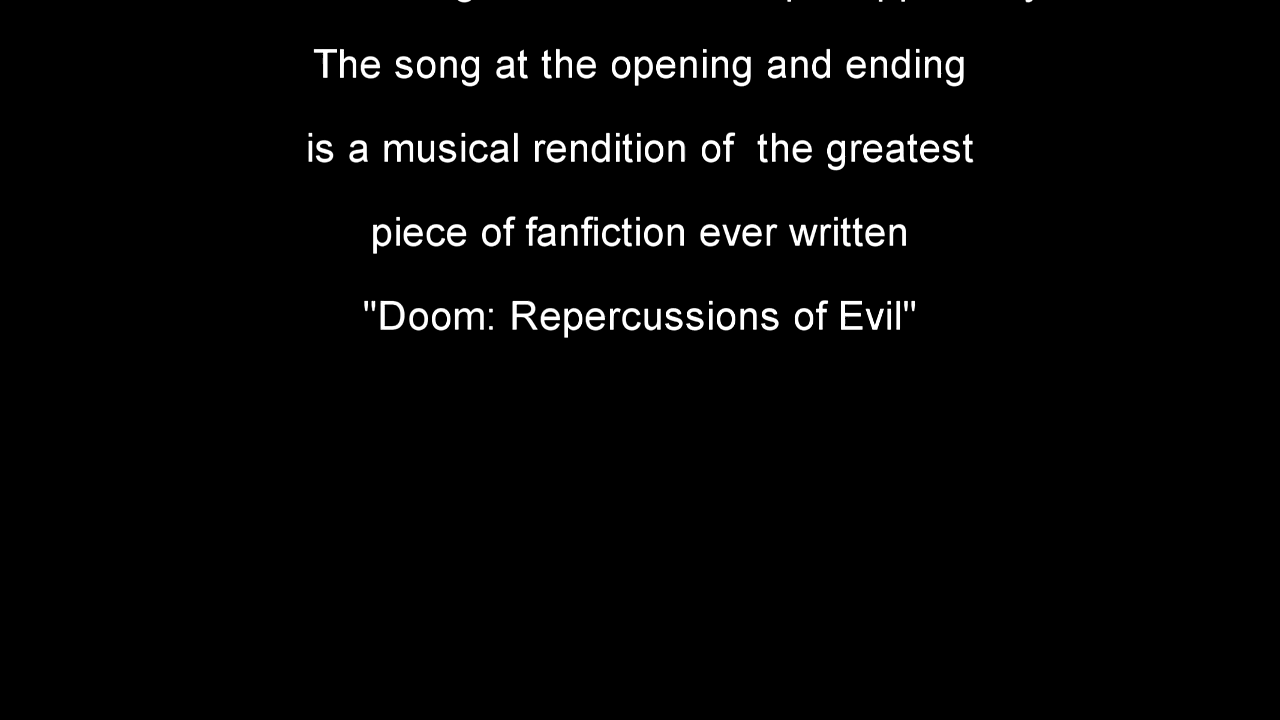 The song at the opening and ending
is a musical rendition of  the greatest
piece of fanfiction ever written
"Doom: Repercussions of Evil"